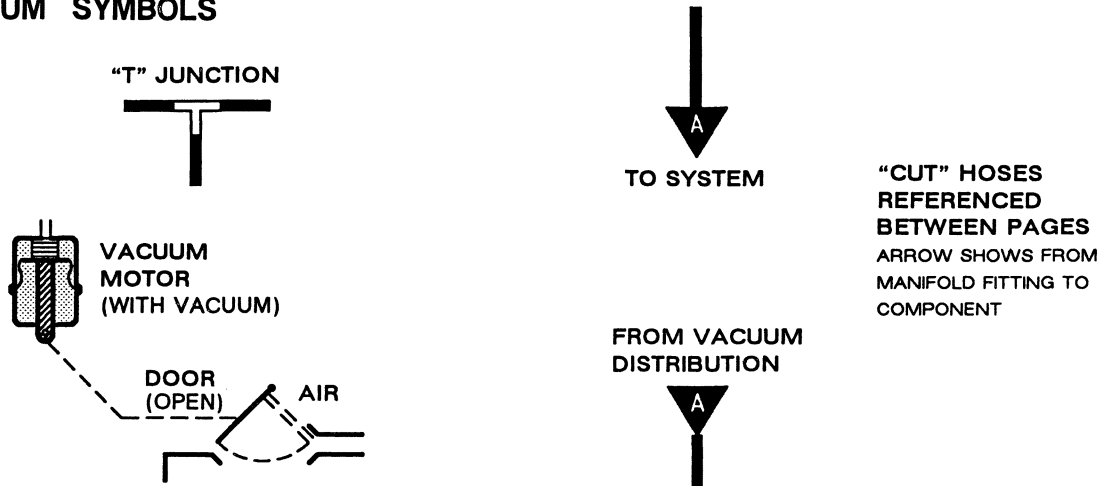 UM SYMBOLS
“T” JUNCTION
VACUUM
MOTOR
(WITH VACUUM)
DOOR
(OPEN)
AIR
A
TO SYSTEM
FROM VACUUM
DISTRIBUTION
A
“CUT” HOSES
REFERENCED
BETWEEN PAGES
ARROW SHOWS FROM
MANIFOLD FITTING TO
COMPONENT